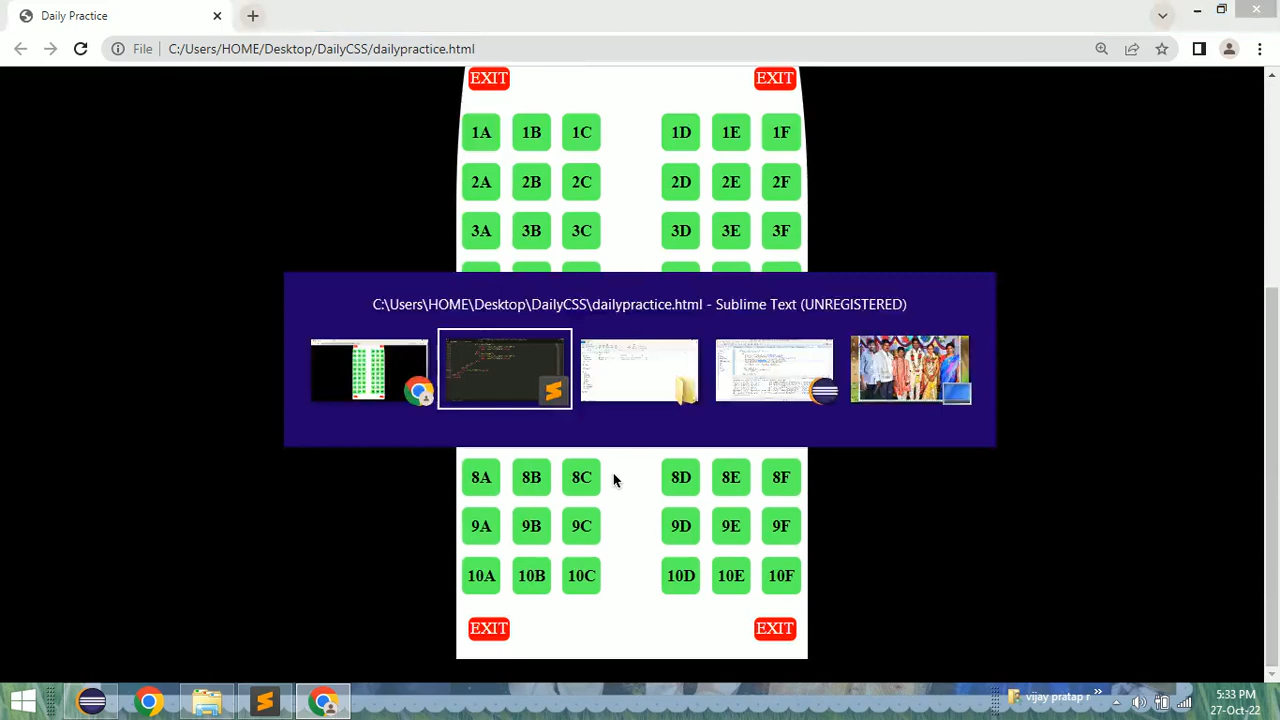 Daily Practice
File C:/Users/HOME/Desktop/DailyCSS/dailypractice.html
EXIT EXIT
1A 1B 1C 1D 1E 1F
2A 2B 2C 2D 2E 2F
3A 3B 3C 3D 3E 3F
C:\Users\HOME\Desktop\DailyCSS\dailypractice.html - Sublime Text (UNREGISTERED)
8A 8B 8C 8D 8E 8F
9A 9B 9C 9D 9E 9F
10A 10B 10C 10D 10E 10F
EXIT EXIT
vijay pratap r
5:33 PM
27-Oct-22